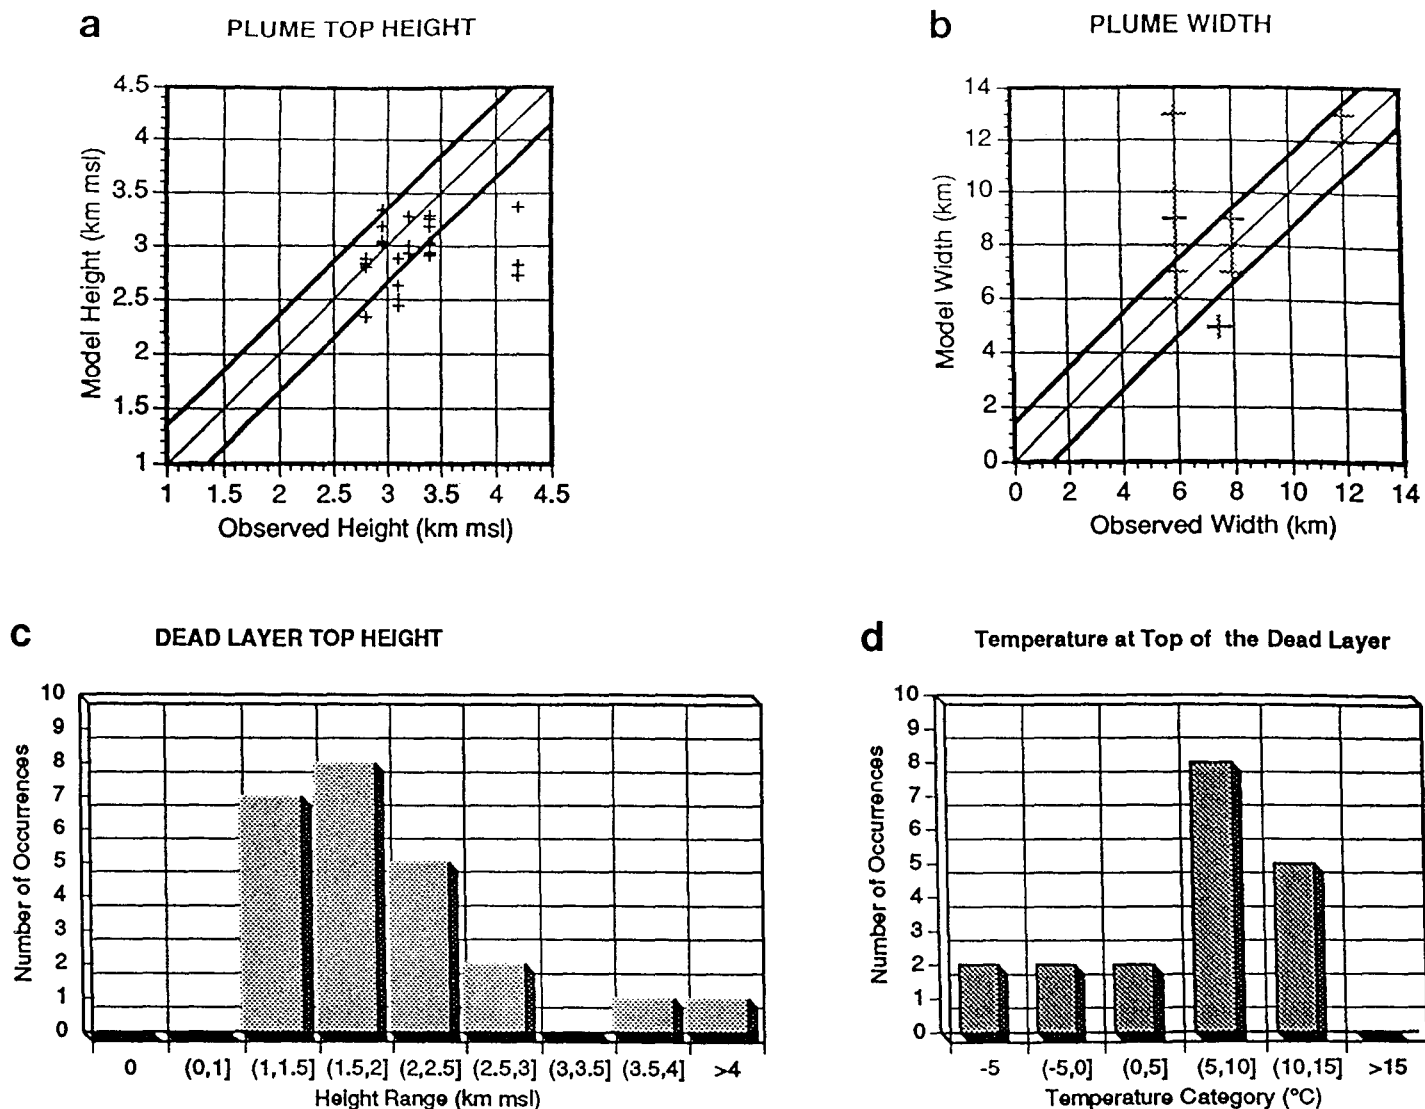 a
PLUME TOP HEIGHT
4.5
4
3.5
3
2.5
2
1.5
1
Model Height (km msl)
1 1.5 2 2.5 3 3.5 4 4.5
Observed Height (km msl)
b
PLUME WIDTH
14
12
10
8
6
4
2
0
Model Width (km)
0 2 4 6 8 10 12 14
Observed Width (km)
c
DEAD LAYER TOP HEIGHT
10
9
8
7
6
5
4
3
2
1
0
Number of Occurrences
0 (0,1] (1,1.5] (1.5,2] (2,2.5] (2.5,3] (3,3.5] (3.5,4] >4
Height Range (km msl)
d
Temperature at Top of the Dead Layer
10
9
8
7
6
5
4
3
2
1
0
Number of Occurrences
-5 (-5,0] (0,5] (5,10] (10,15] >15
Temperature Category (°C)